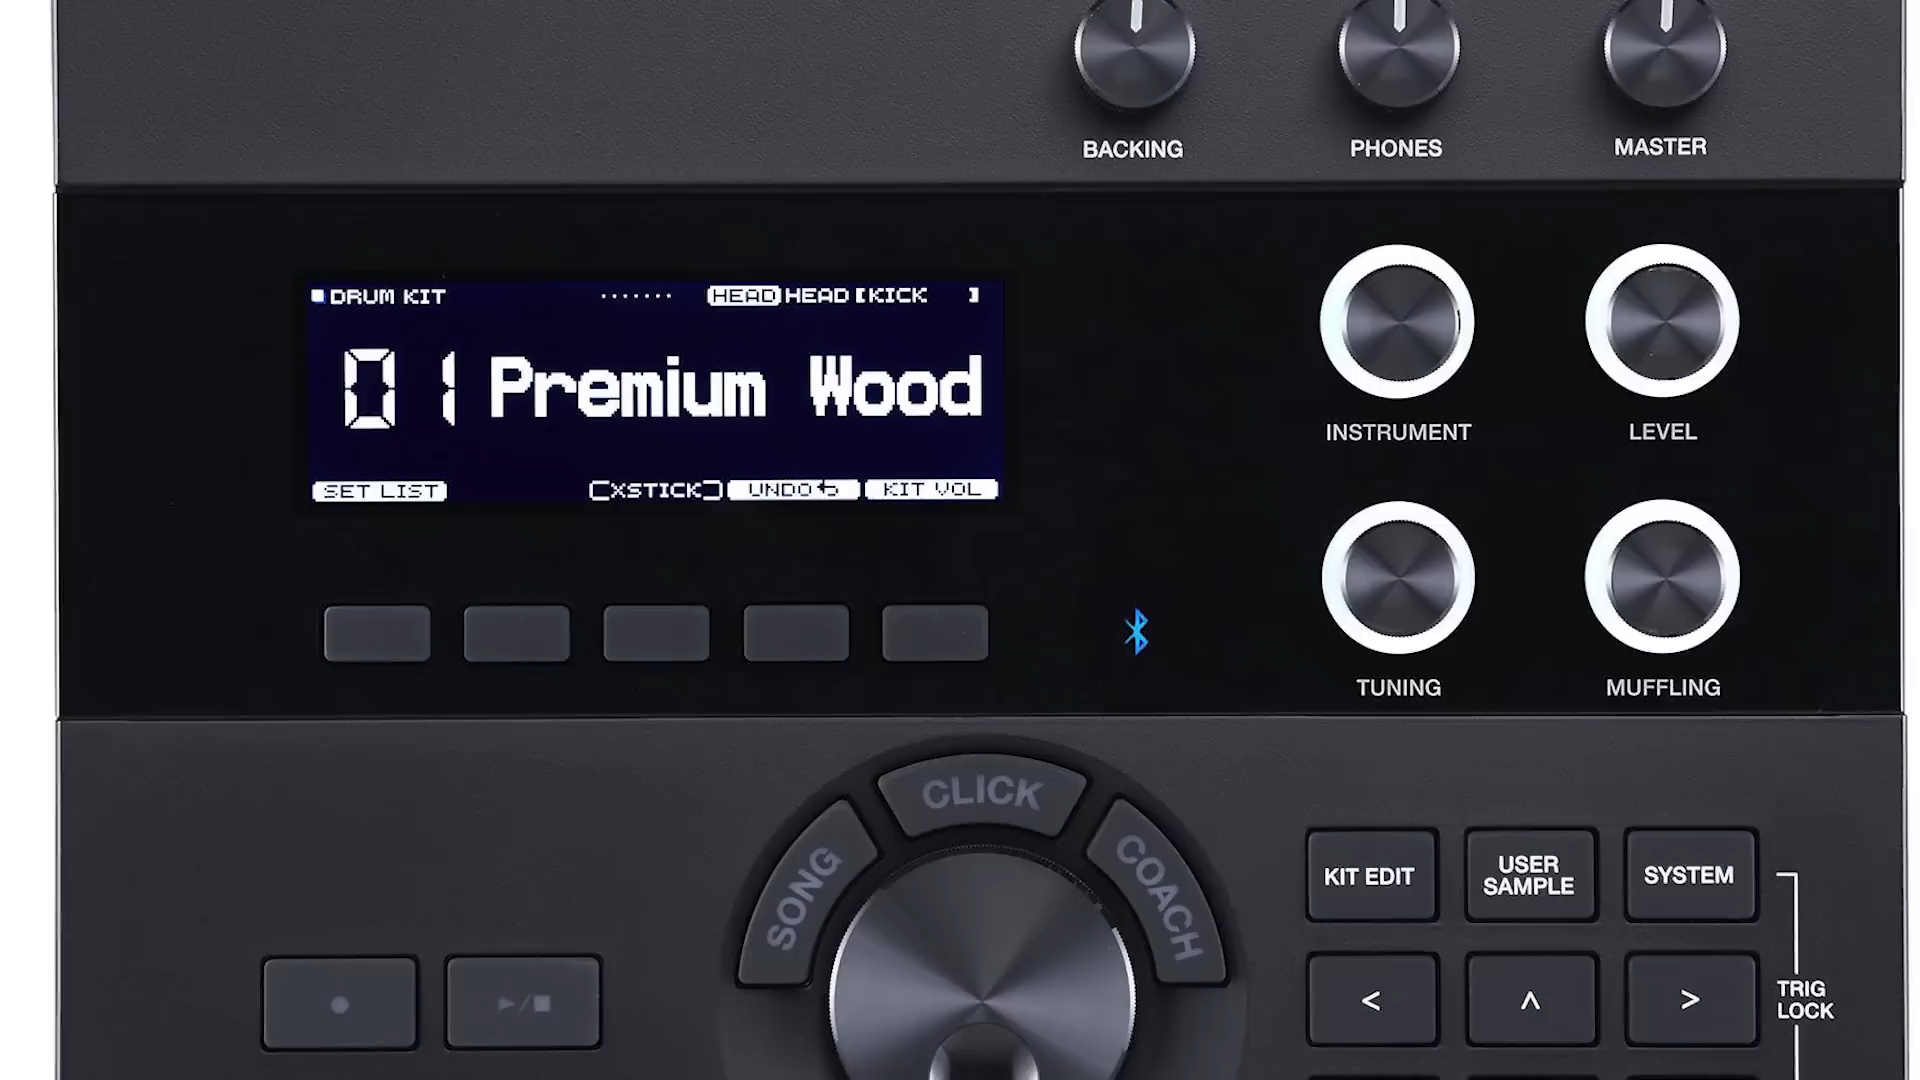 BACKING PHONES MASTER
DRUM KIT HEAD HEAD [KICK ]
01 Premium Wood
SET LIST [XSTICK] UNDO KIT VOL
INSTRUMENT LEVEL
TUNING MUFFLING
CLICK
SONG
COACH
KIT EDIT
USER
SAMPLE
SYSTEM
< ^ >
TRIG
LOCK